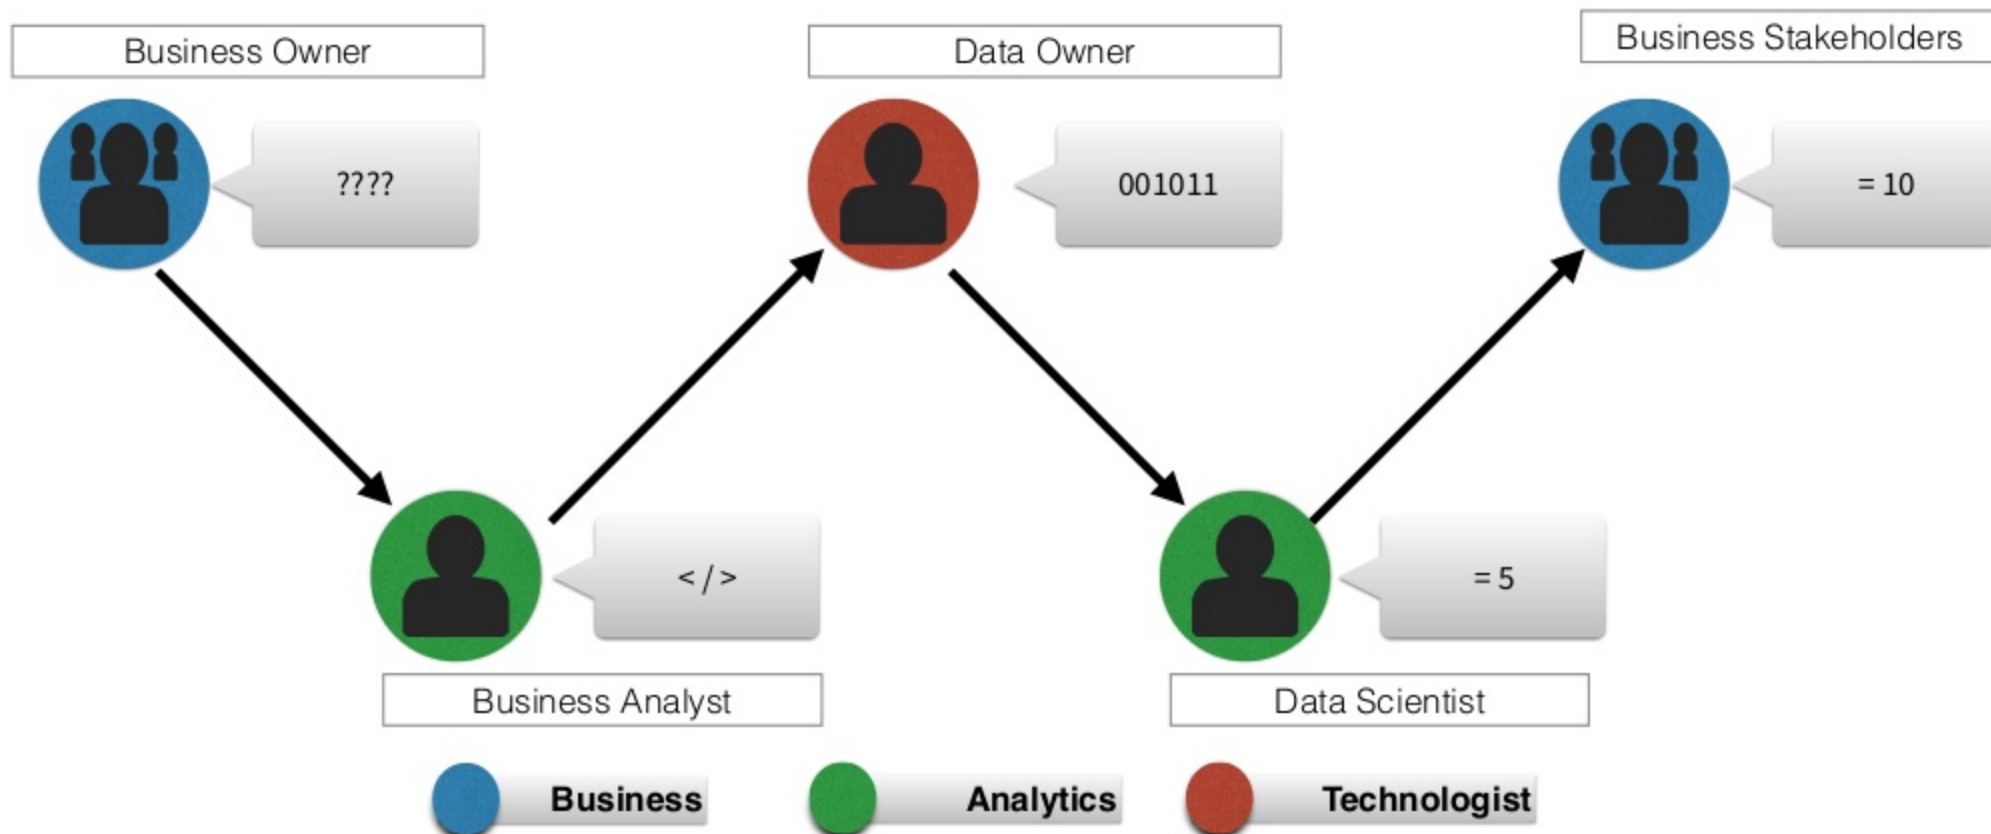 Business Owner
Data Owner
Business Stakeholders
????
001011
= 10
</>
= 5
Business Analyst
Data Scientist
Business
Analytics
Technologist